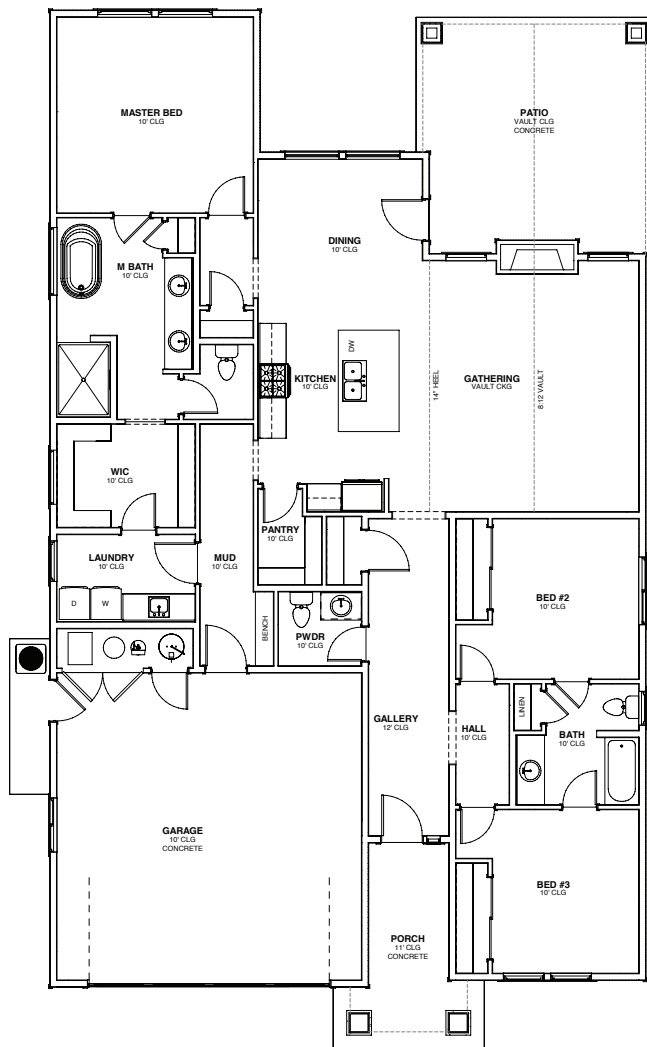 MASTER BED
10' CLG
PATIO
VAULT CLG
CONCRETE
DINING
10' CLG
M BATH
10' CLG
DW
KITCHEN
10' CLG
14" HEEL
GATHERING
VAULT CKG
8:12 VAULT
WIC
10' CLG
PANTRY
10' CLG
LAUNDRY
10' CLG
MUD
10' CLG
D
W
BED #2
10' CLG
BENCH
PWDR
10' CLG
LINEN
GALLERY
12' CLG
HALL
10' CLG
BATH
10' CLG
GARAGE
10' CLG
CONCRETE
BED #3
10' CLG
PORCH
11' CLG
CONCRETE